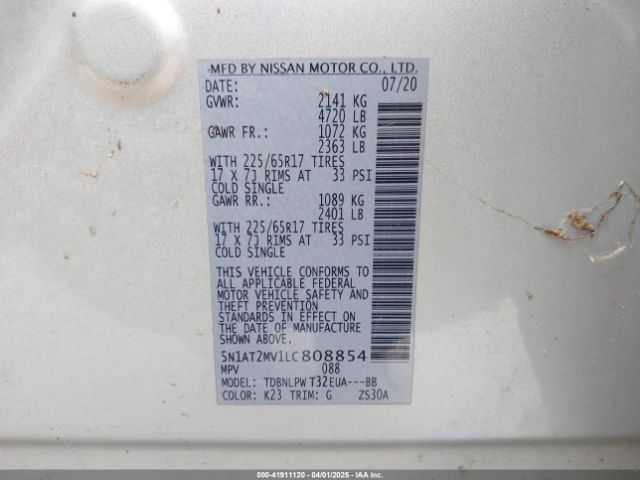 MFD BY NISSAN MOTOR CO., LTD.
DATE: 07/20
GVWR: 2141 KG
4720 LB
GAWR FR.: 1072 KG
2363 LB
WITH 225/65R17 TIRES
17 X 7J RIMS AT 33 PSI
COLD SINGLE
GAWR RR.: 1089 KG
2401 LB
WITH 225/65R17 TIRES
17 X 7J RIMS AT 33 PSI
COLD SINGLE
THIS VEHICLE CONFORMS TO
ALL APPLICABLE FEDERAL
MOTOR VEHICLE SAFETY AND
THEFT PREVENTION
STANDARDS IN EFFECT ON
THE DATE OF MANUFACTURE
SHOWN ABOVE.
5N1AT2MV1LC808854
MPV 088
MODEL: TDBNLPW T32EUA---BB
COLOR: K23 TRIM: G ZS30A
000-41911120 - 04/01/2025 - IAAI.com